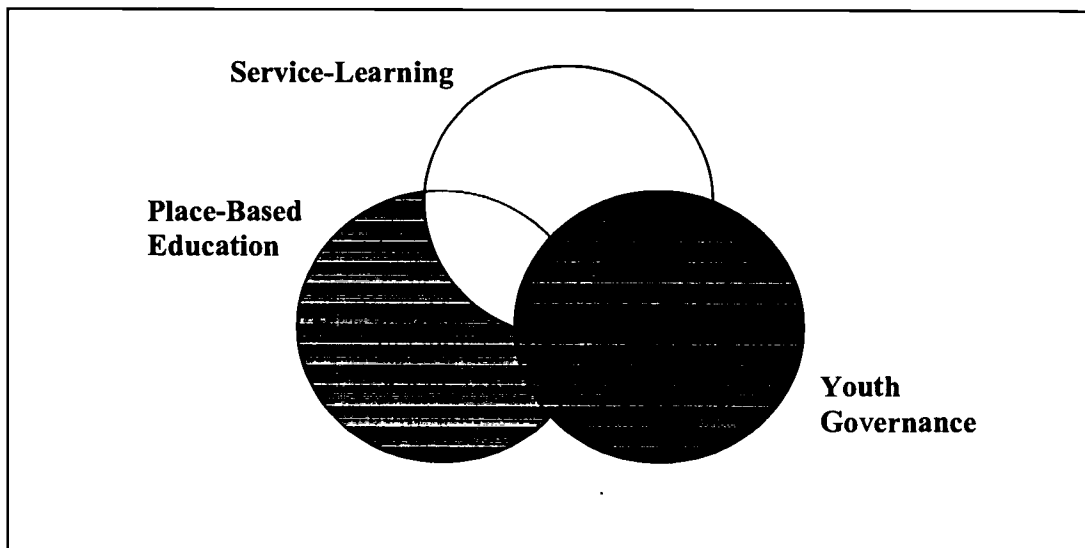 Service-Learning
Place-Based
Education
Youth
Governance